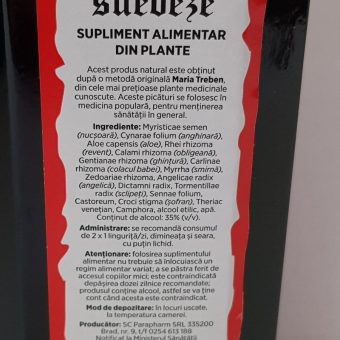 suedeze
SUPLIMENT ALIMENTAR
DIN PLANTE
Acest produs natural este obținut
după o metodă originală Maria Treben,
din cele mai prețioase plante medicinale
cunoscute. Aceste picături se folosesc în
medicina populară, pentru menținerea
sănătății în general.
Ingrediente: Myristicae semen
(nucșoară), Cynarae folium (anghinară),
Aloe capensis (aloe), Rhei rhizoma
(revent), Calami rhizoma (obligeană),
Gentianae rhizoma (ghințură), Carlinae
rhizoma (colacul babei), Myrrha (smirna),
Zedoariae rhizoma, Angelicae radix
(angelică), Dictamni radix, Tormentillae
radix (sclipeți), Sennae folium,
Castoreum, Croci stigma (șofran), Theriac
venețian, Camphora, alcool etilic, apă.
Conținut de alcool: 35% (v/v).
Administrare: se recomandă consumul
de 2 x 1 linguriță/zi, dimineața și seara,
cu puțin lichid.
Atenționare: folosirea suplimentului
alimentar nu trebuie să înlocuiască un
regim alimentar variat; a se păstra ferit de
accesul copiilor mici; este contraindicată
depășirea dozei zilnice recomandate;
produsul conține alcool, astfel se va ține
cont când acesta este contraindicat.
Mod de depozitare: în locuri uscate,
la temperatura camerei.
Producător: SC Parapharm SRL 335200
Brad, nr. 9, t/f 0254 613 188
Notificat la Ministerul Sănătății